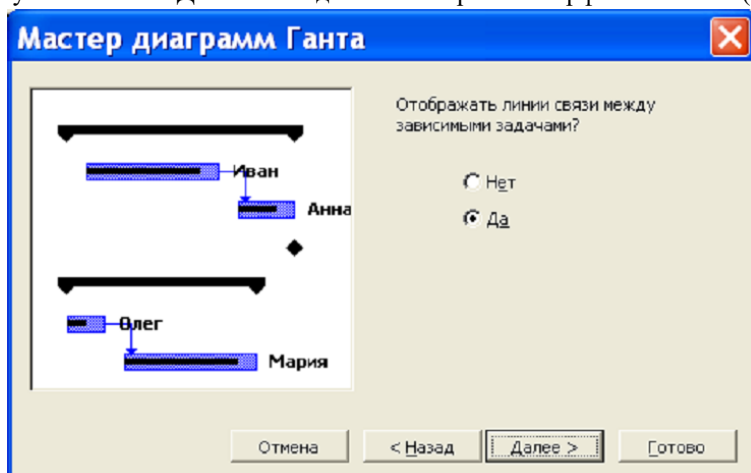 Мастер диаграмм Ганта
Отображать линии связи между
зависимыми задачами?
Нет
Да
Иван
Анна
Олег
Мария
Отмена
< Назад
Далее >
Готово